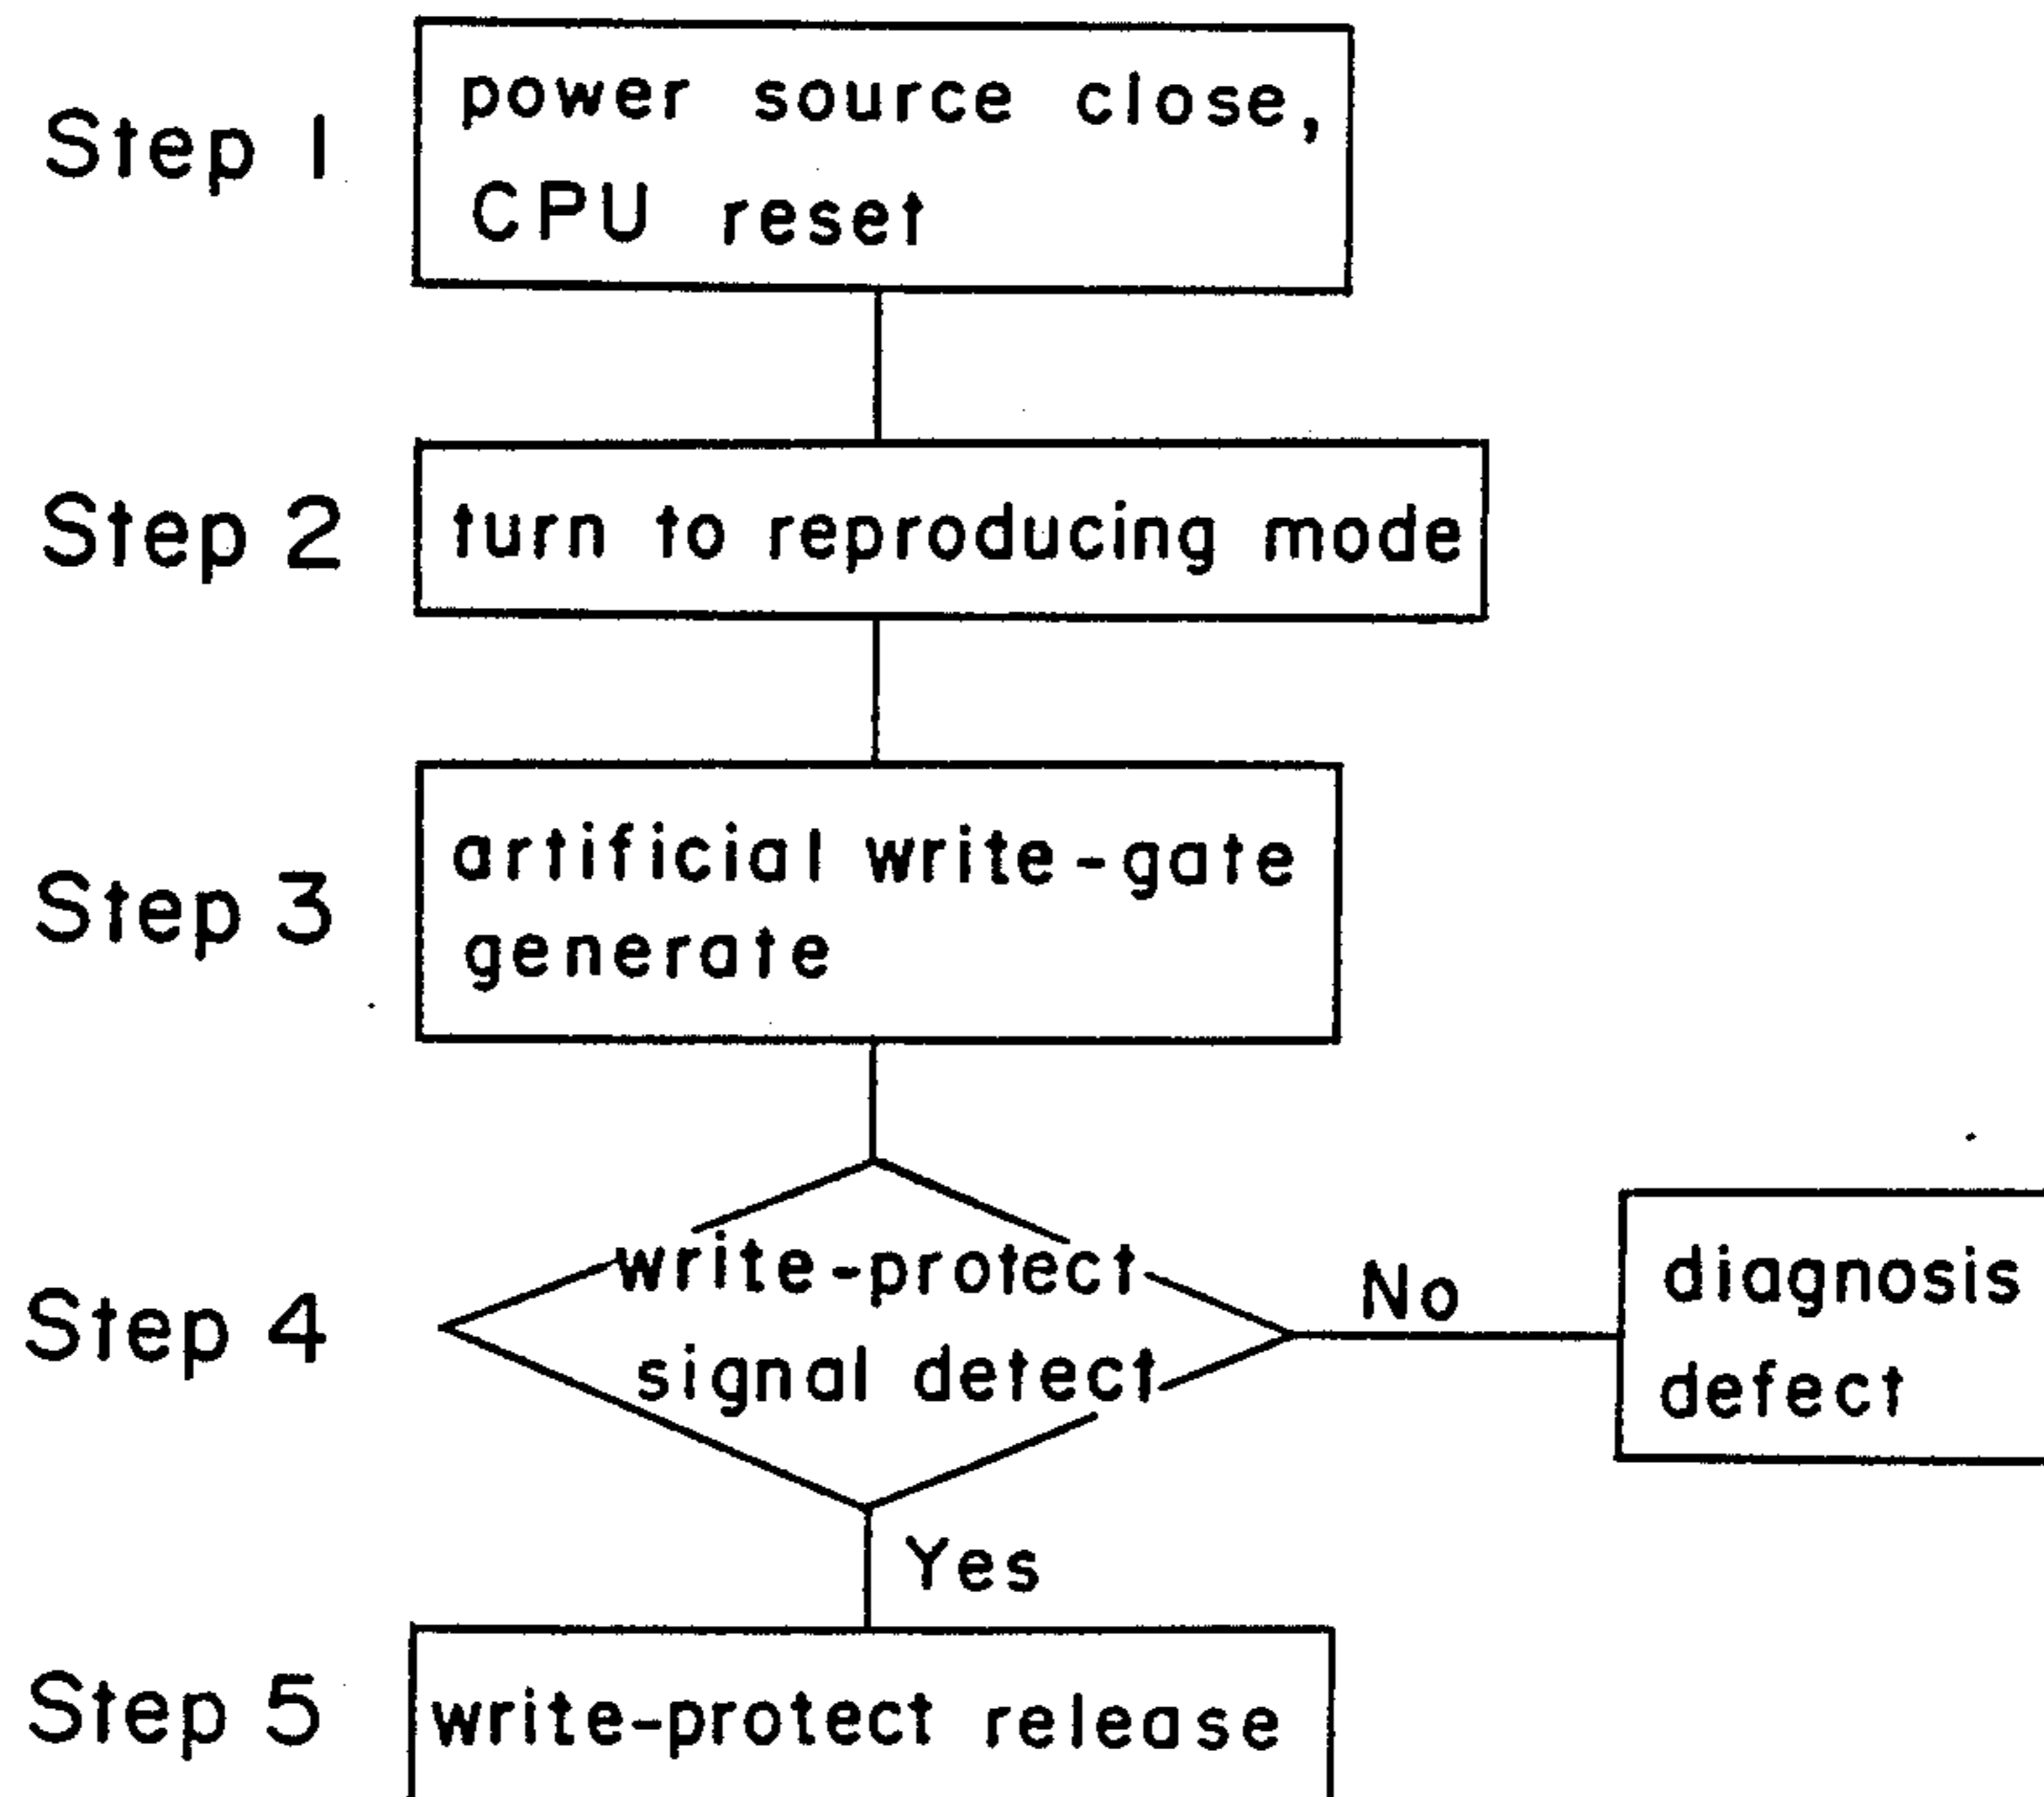 Step 1
power source close,
CPU reset
Step 2
turn to reproducing mode
Step 3
artificial write-gate
generate
Step 4
write-protect
signal detect
No
diagnosis
defect
Yes
Step 5
write-protect release